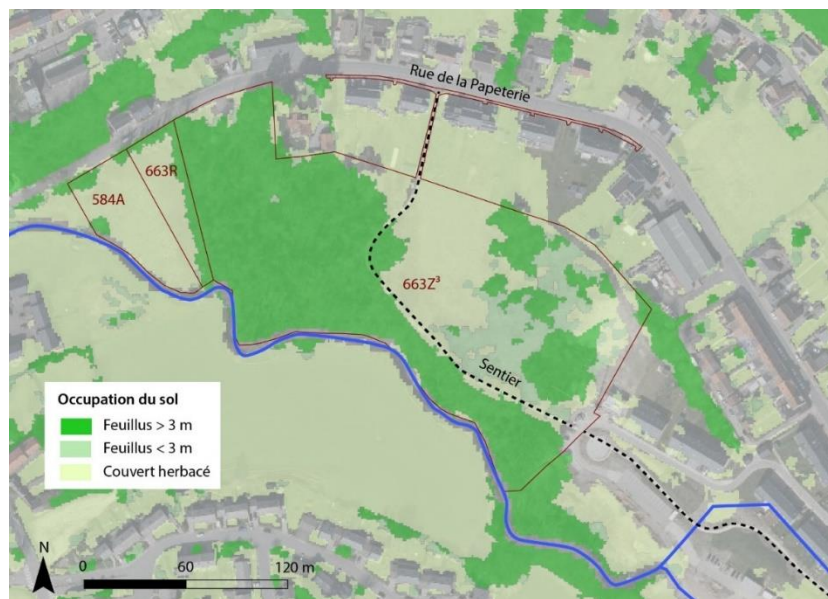 Rue de la Papeterie
663R
584A
663Z³
Sentier
Occupation du sol
Feuillus > 3 m
Feuillus < 3 m
Couvert herbacé
N
0 60 120 m